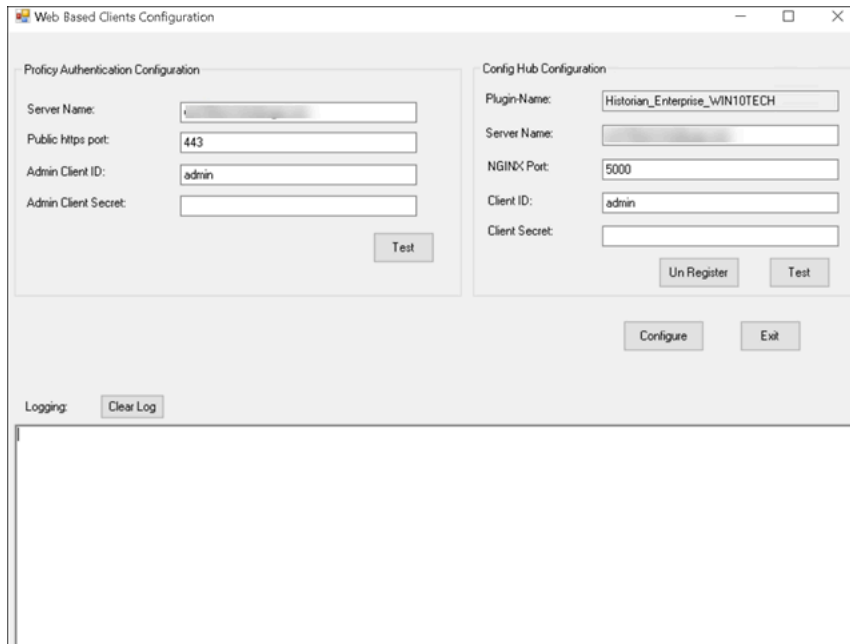 Web Based Clients Configuration
Proficy Authentication Configuration
Server Name:
Public https port: 443
Admin Client ID: admin
Admin Client Secret:
Test
Config Hub Configuration
Plugin-Name: Historian_Enterprise_WIN10TECH
Server Name:
NGINX Port: 5000
Client ID: admin
Client Secret:
Un Register Test
Configure Exit
Logging: Clear Log